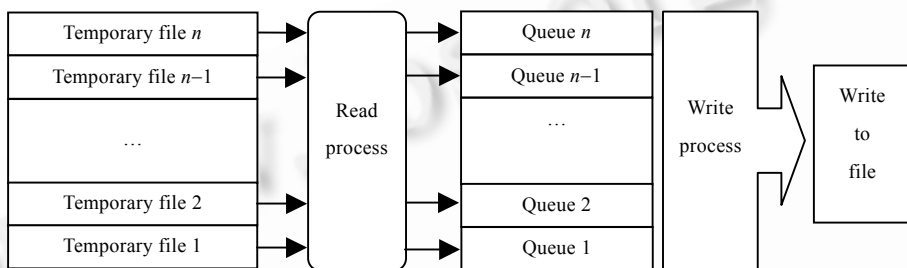 Temporary file n
Temporary file n−1
…
Temporary file 2
Temporary file 1
Read
process
Queue n
Queue n−1
…
Queue 2
Queue 1
Write
process
Write
to
file